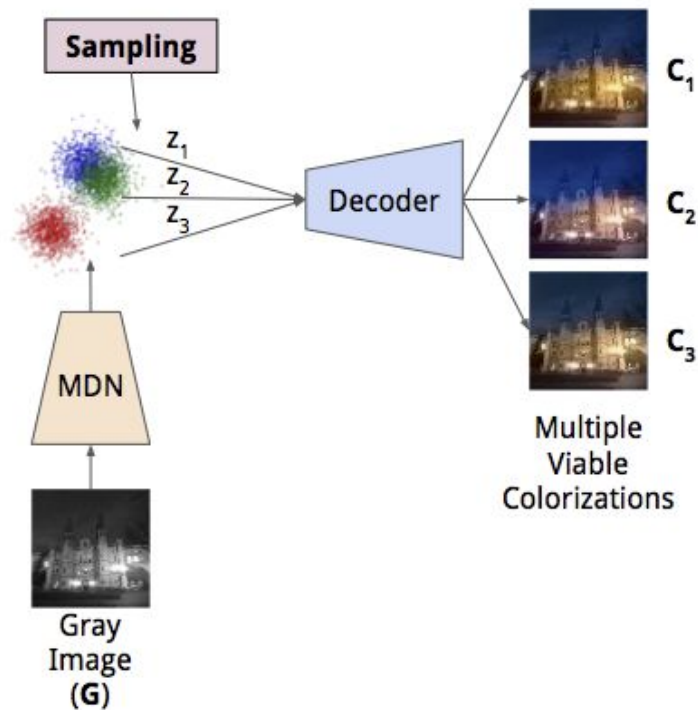 Sampling
z1
z2
z3
Decoder
C1
C2
C3
MDN
Multiple
Viable
Colorizations
Gray
Image
(G)